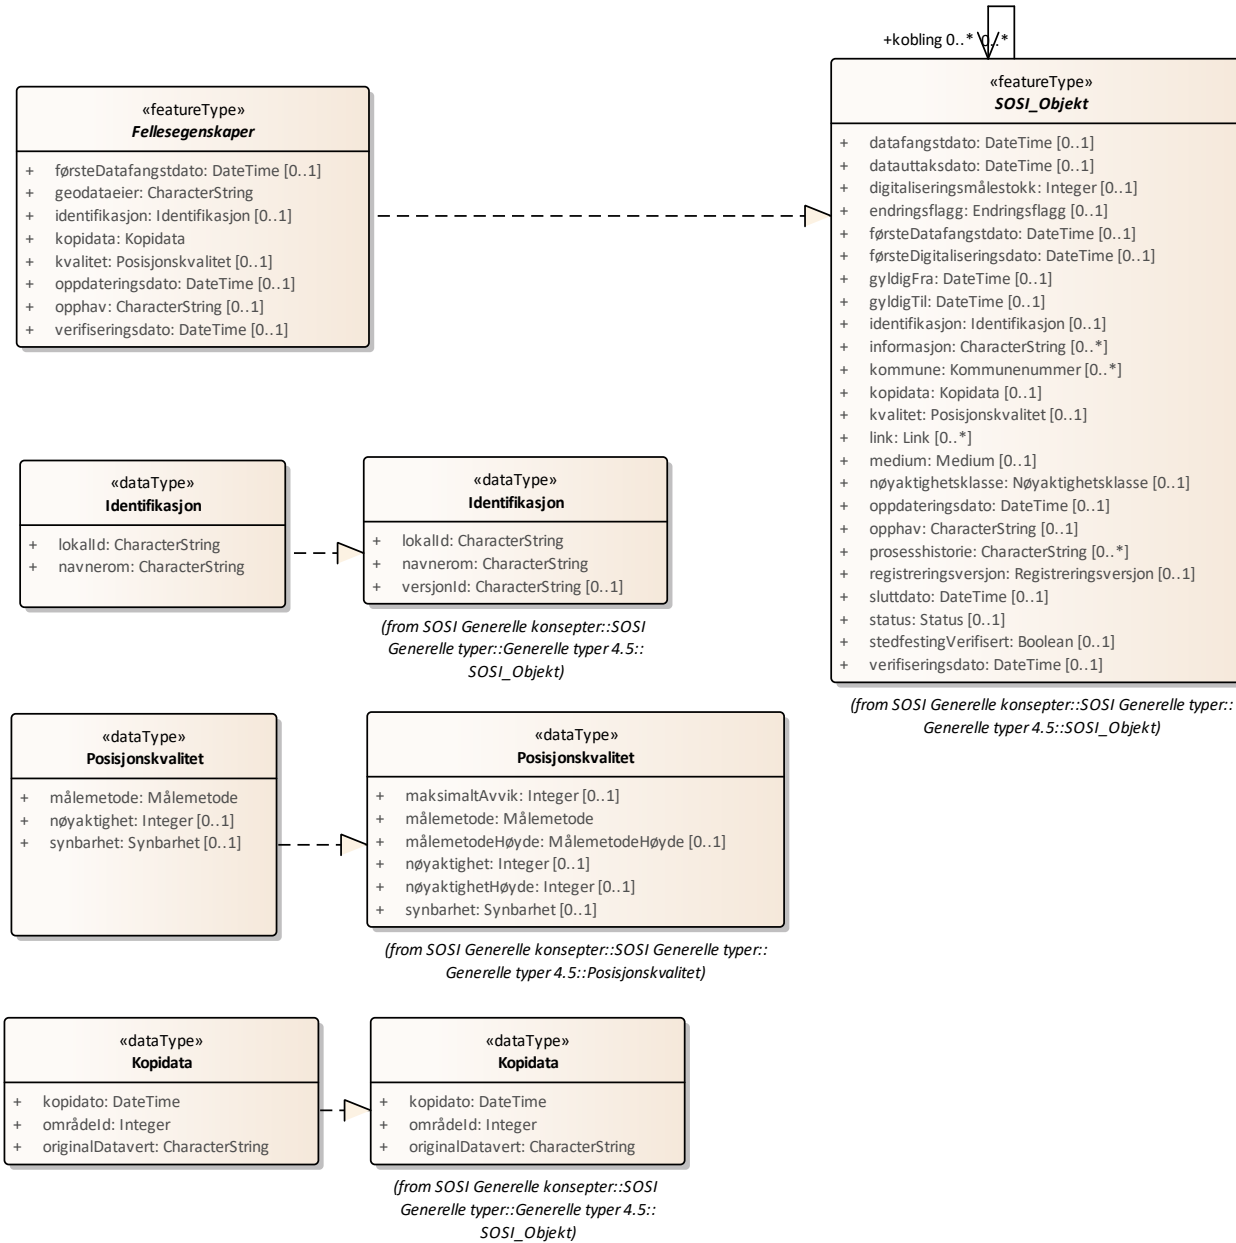 +kobling 0..* 0..*
«featureType»
Fellesegenskaper
+ førsteDatafangstdato: DateTime [0..1]
+ geodataeier: CharacterString
+ identifikasjon: Identifikasjon [0..1]
+ kopidata: Kopidata
+ kvalitet: Posisjonskvalitet [0..1]
+ oppdateringsdato: DateTime [0..1]
+ opphav: CharacterString [0..1]
+ verifiseringsdato: DateTime [0..1]
«featureType»
SOSI_Objekt
+ datafangstdato: DateTime [0..1]
+ datauttaksdato: DateTime [0..1]
+ digitaliseringsmålestokk: Integer [0..1]
+ endringsflagg: Endringsflagg [0..1]
+ førsteDatafangstdato: DateTime [0..1]
+ førsteDigitaliseringsdato: DateTime [0..1]
+ gyldigFra: DateTime [0..1]
+ gyldigTil: DateTime [0..1]
+ identifikasjon: Identifikasjon [0..1]
+ informasjon: CharacterString [0..*]
+ kommune: Kommunenummer [0..*]
+ kopidata: Kopidata [0..1]
+ kvalitet: Posisjonskvalitet [0..1]
+ link: Link [0..*]
+ medium: Medium [0..1]
+ nøyaktighetsklasse: Nøyaktighetsklasse [0..1]
+ oppdateringsdato: DateTime [0..1]
+ opphav: CharacterString [0..1]
+ prosesshistorie: CharacterString [0..*]
+ registreringsversjon: Registreringsversjon [0..1]
+ sluttdato: DateTime [0..1]
+ status: Status [0..1]
+ stedfestingVerifisert: Boolean [0..1]
+ verifiseringsdato: DateTime [0..1]
(from SOSI Generelle konsepter::SOSI Generelle typer::
Generelle typer 4.5::SOSI_Objekt)
«dataType»
Identifikasjon
+ lokalId: CharacterString
+ navnerom: CharacterString
«dataType»
Identifikasjon
+ lokalId: CharacterString
+ navnerom: CharacterString
+ versjonId: CharacterString [0..1]
(from SOSI Generelle konsepter::SOSI
Generelle typer::Generelle typer 4.5::
SOSI_Objekt)
«dataType»
Posisjonskvalitet
+ målemetode: Målemetode
+ nøyaktighet: Integer [0..1]
+ synbarhet: Synbarhet [0..1]
«dataType»
Posisjonskvalitet
+ maksimaltAvvik: Integer [0..1]
+ målemetode: Målemetode
+ målemetodeHøyde: MålemetodeHøyde [0..1]
+ nøyaktighet: Integer [0..1]
+ nøyaktighetHøyde: Integer [0..1]
+ synbarhet: Synbarhet [0..1]
(from SOSI Generelle konsepter::SOSI Generelle typer::
Generelle typer 4.5::Posisjonskvalitet)
«dataType»
Kopidata
+ kopidato: DateTime
+ områdeId: Integer
+ originalDatavert: CharacterString
«dataType»
Kopidata
+ kopidato: DateTime
+ områdeId: Integer
+ originalDatavert: CharacterString
(from SOSI Generelle konsepter::SOSI
Generelle typer::Generelle typer 4.5::
SOSI_Objekt)